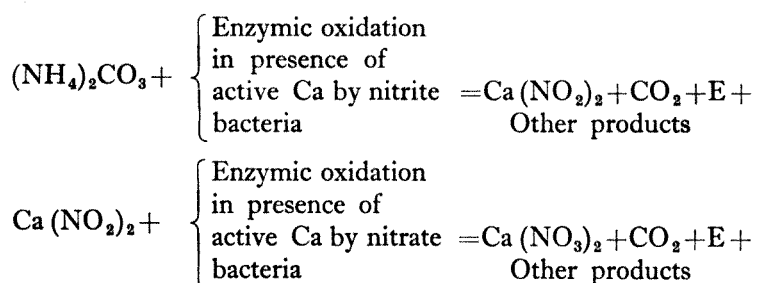 Enzymic oxidation
in presence of
(NH₄)₂CO₃+ active Ca by nitrite =Ca(NO₂)₂+CO₂+E+
bacteria Other products
Enzymic oxidation
in presence of
Ca(NO₂)₂+ active Ca by nitrate =Ca(NO₃)₂+CO₂+E+
bacteria Other products